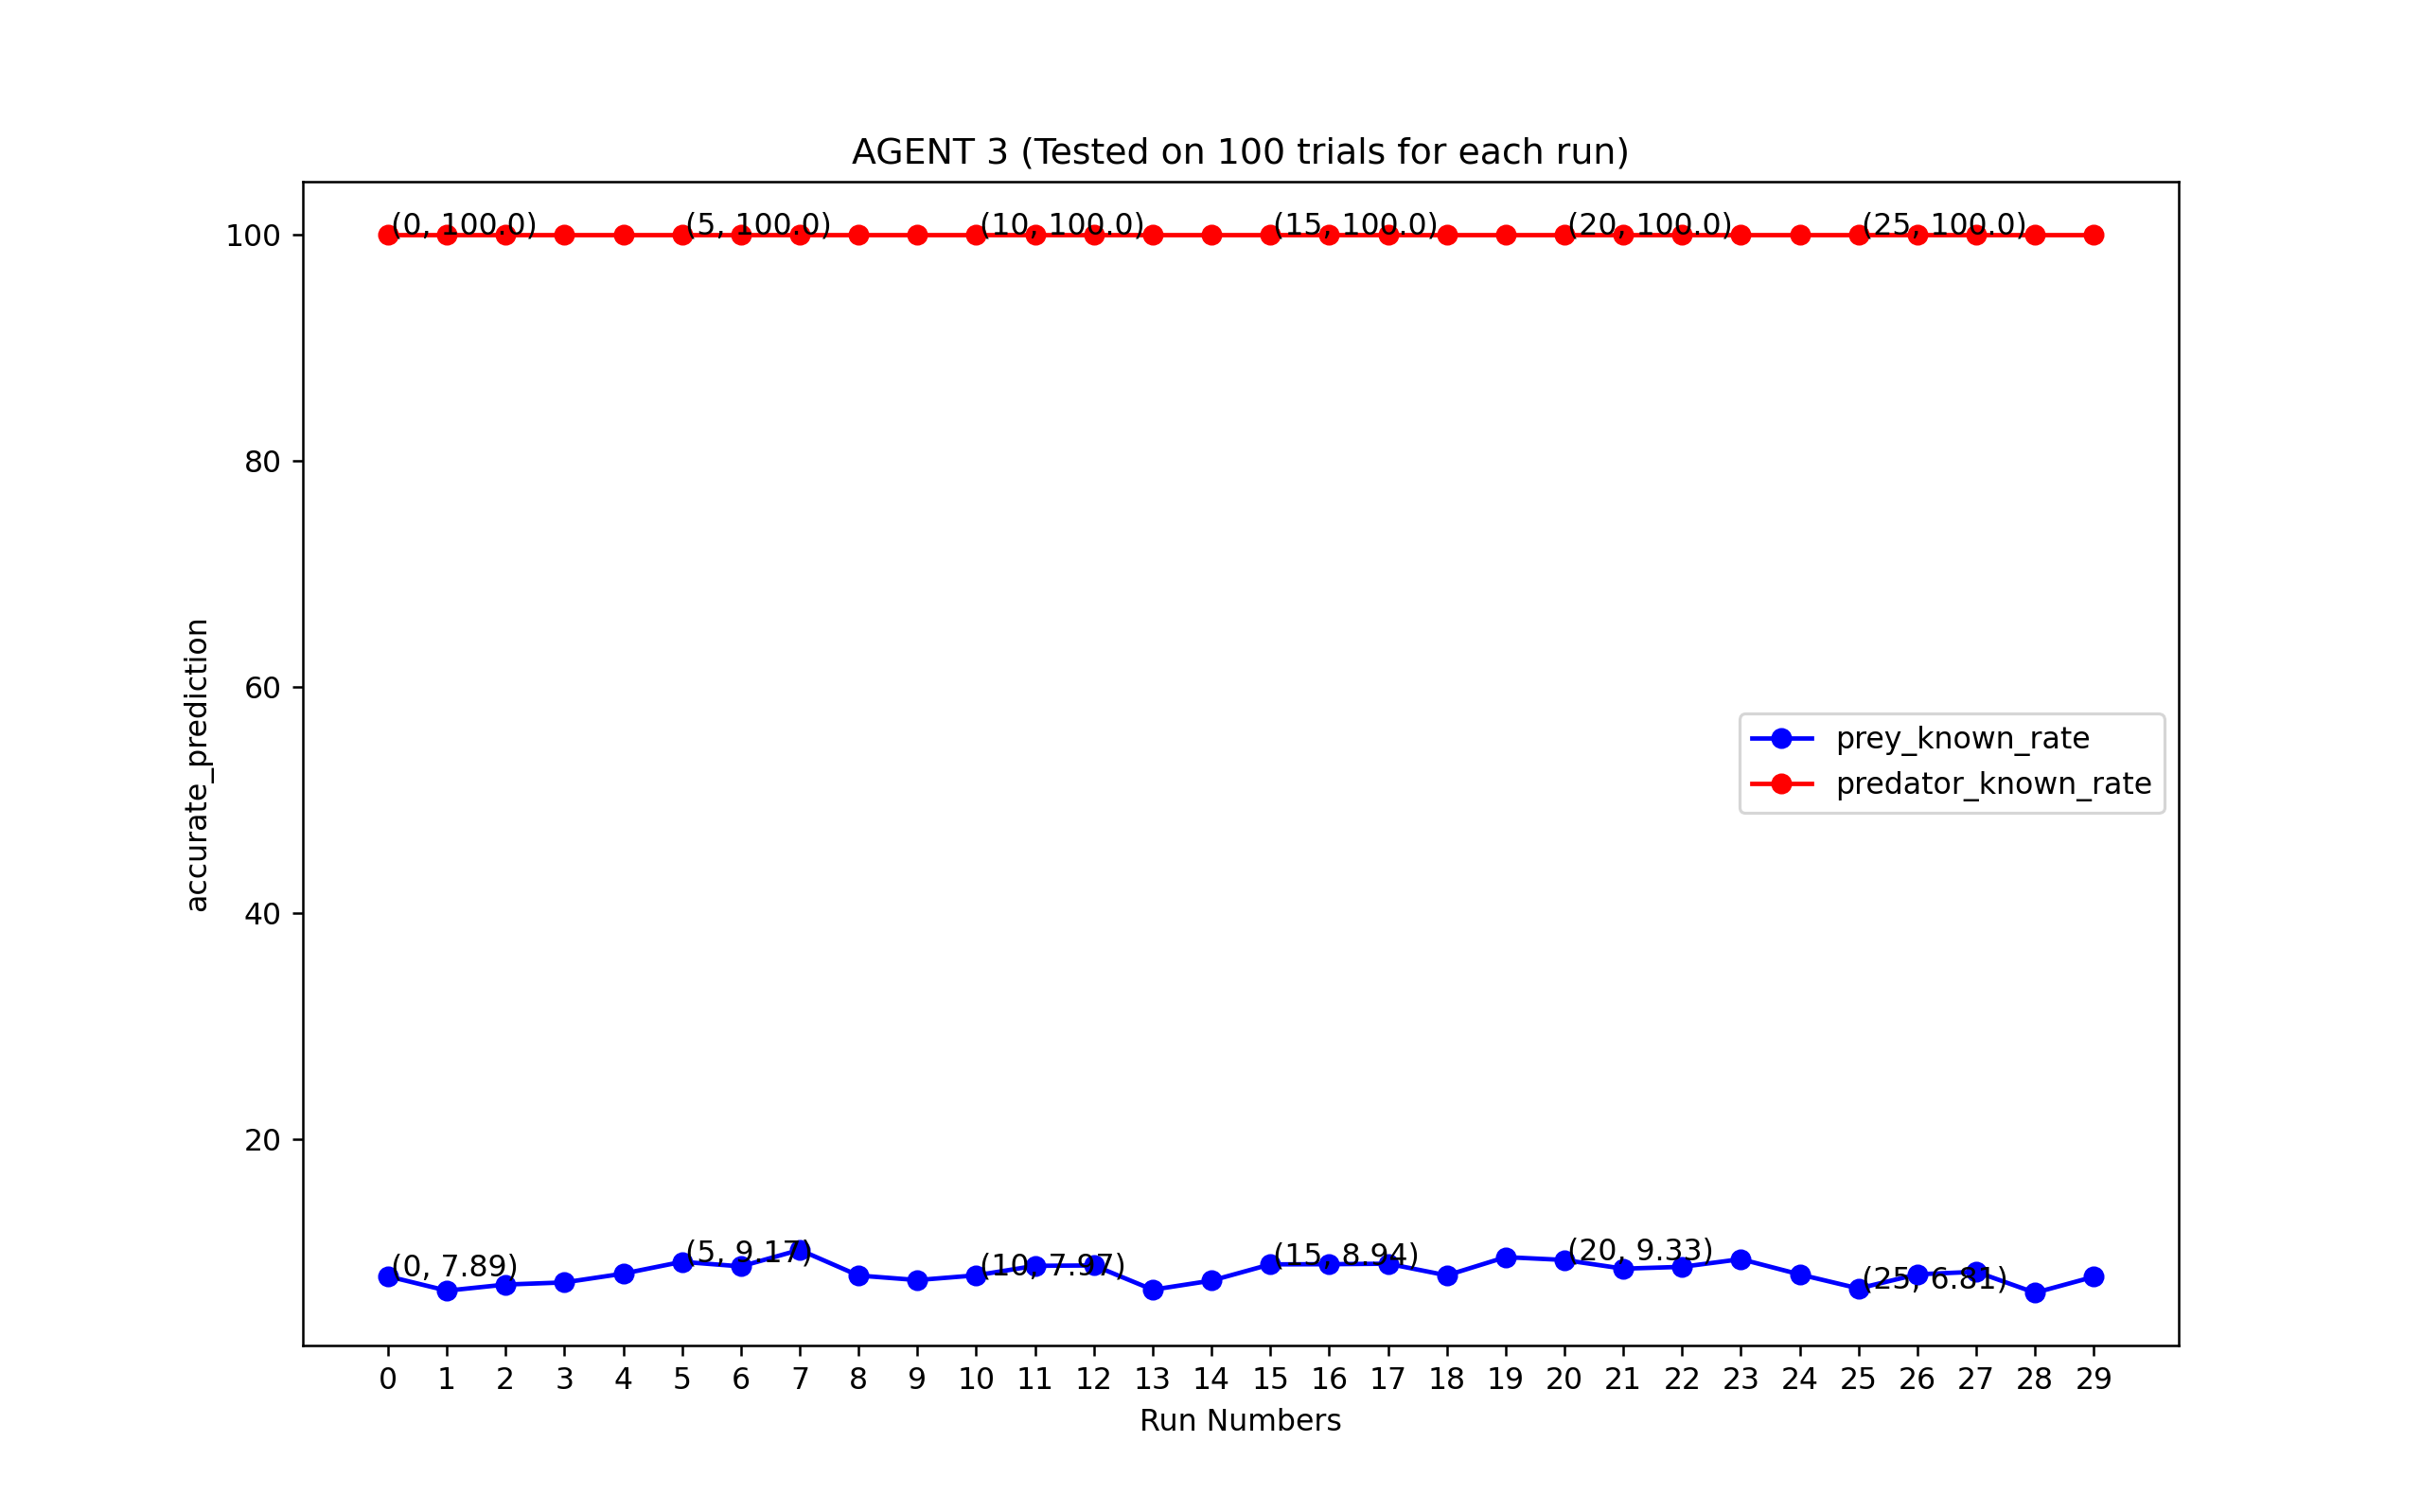 AGENT 3 (Tested on 100 trials for each run)
100
80
60
40
20
accurate_prediction
(0, 100.0) (5, 100.0) (10, 100.0) (15, 100.0) (20, 100.0) (25, 100.0)
prey_known_rate
predator_known_rate
(0, 7.89) (5, 9.17) (10, 7.97) (15, 8.94) (20, 9.33) (25, 6.81)
0 1 2 3 4 5 6 7 8 9 10 11 12 13 14 15 16 17 18 19 20 21 22 23 24 25 26 27 28 29
Run Numbers